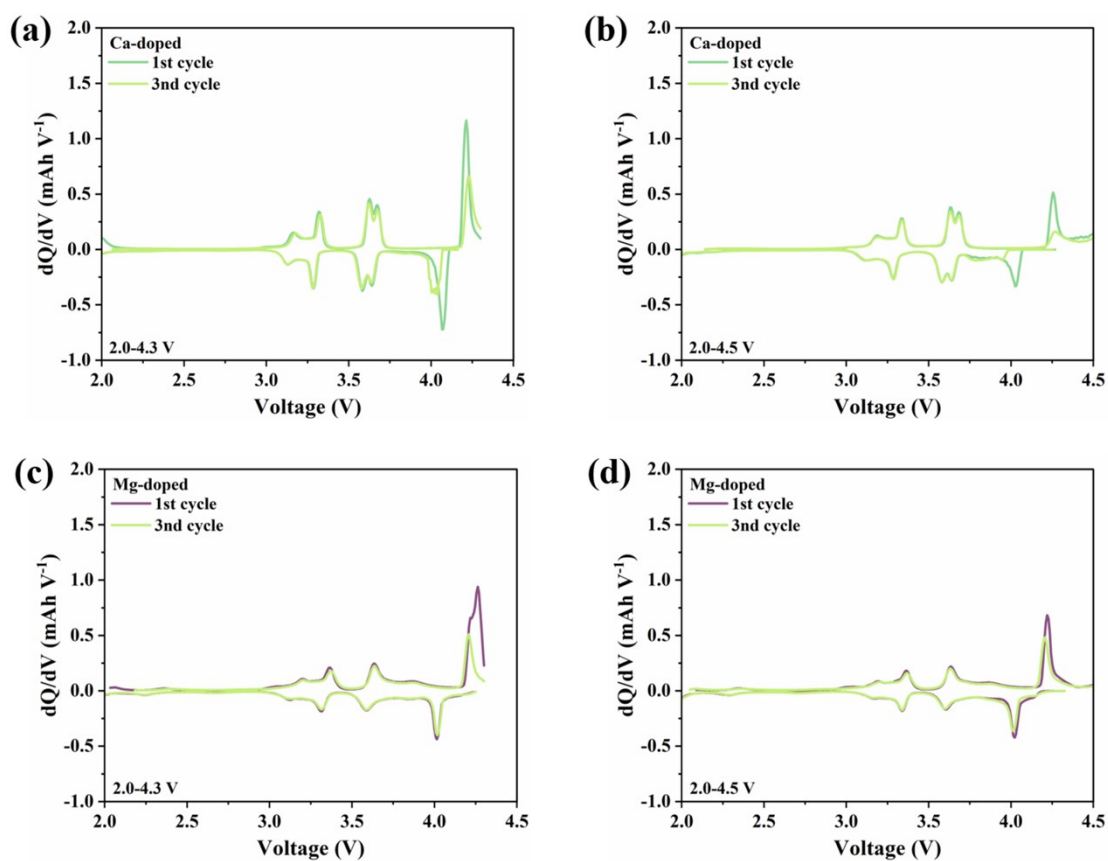 (a)
2.0
1.5
1.0
0.5
0.0
-0.5
-1.0
dQ/dV (mAh V⁻¹)
Ca-doped
1st cycle
3nd cycle
2.0-4.3 V
2.0 2.5 3.0 3.5 4.0 4.5
Voltage (V)
(b)
2.0
1.5
1.0
0.5
0.0
-0.5
-1.0
dQ/dV (mAh V⁻¹)
Ca-doped
1st cycle
3nd cycle
2.0-4.5 V
2.0 2.5 3.0 3.5 4.0 4.5
Voltage (V)
(c)
2.0
1.5
1.0
0.5
0.0
-0.5
-1.0
dQ/dV (mAh V⁻¹)
Mg-doped
1st cycle
3nd cycle
2.0-4.3 V
2.0 2.5 3.0 3.5 4.0 4.5
Voltage (V)
(d)
2.0
1.5
1.0
0.5
0.0
-0.5
-1.0
dQ/dV (mAh V⁻¹)
Mg-doped
1st cycle
3nd cycle
2.0-4.5 V
2.0 2.5 3.0 3.5 4.0 4.5
Voltage (V)